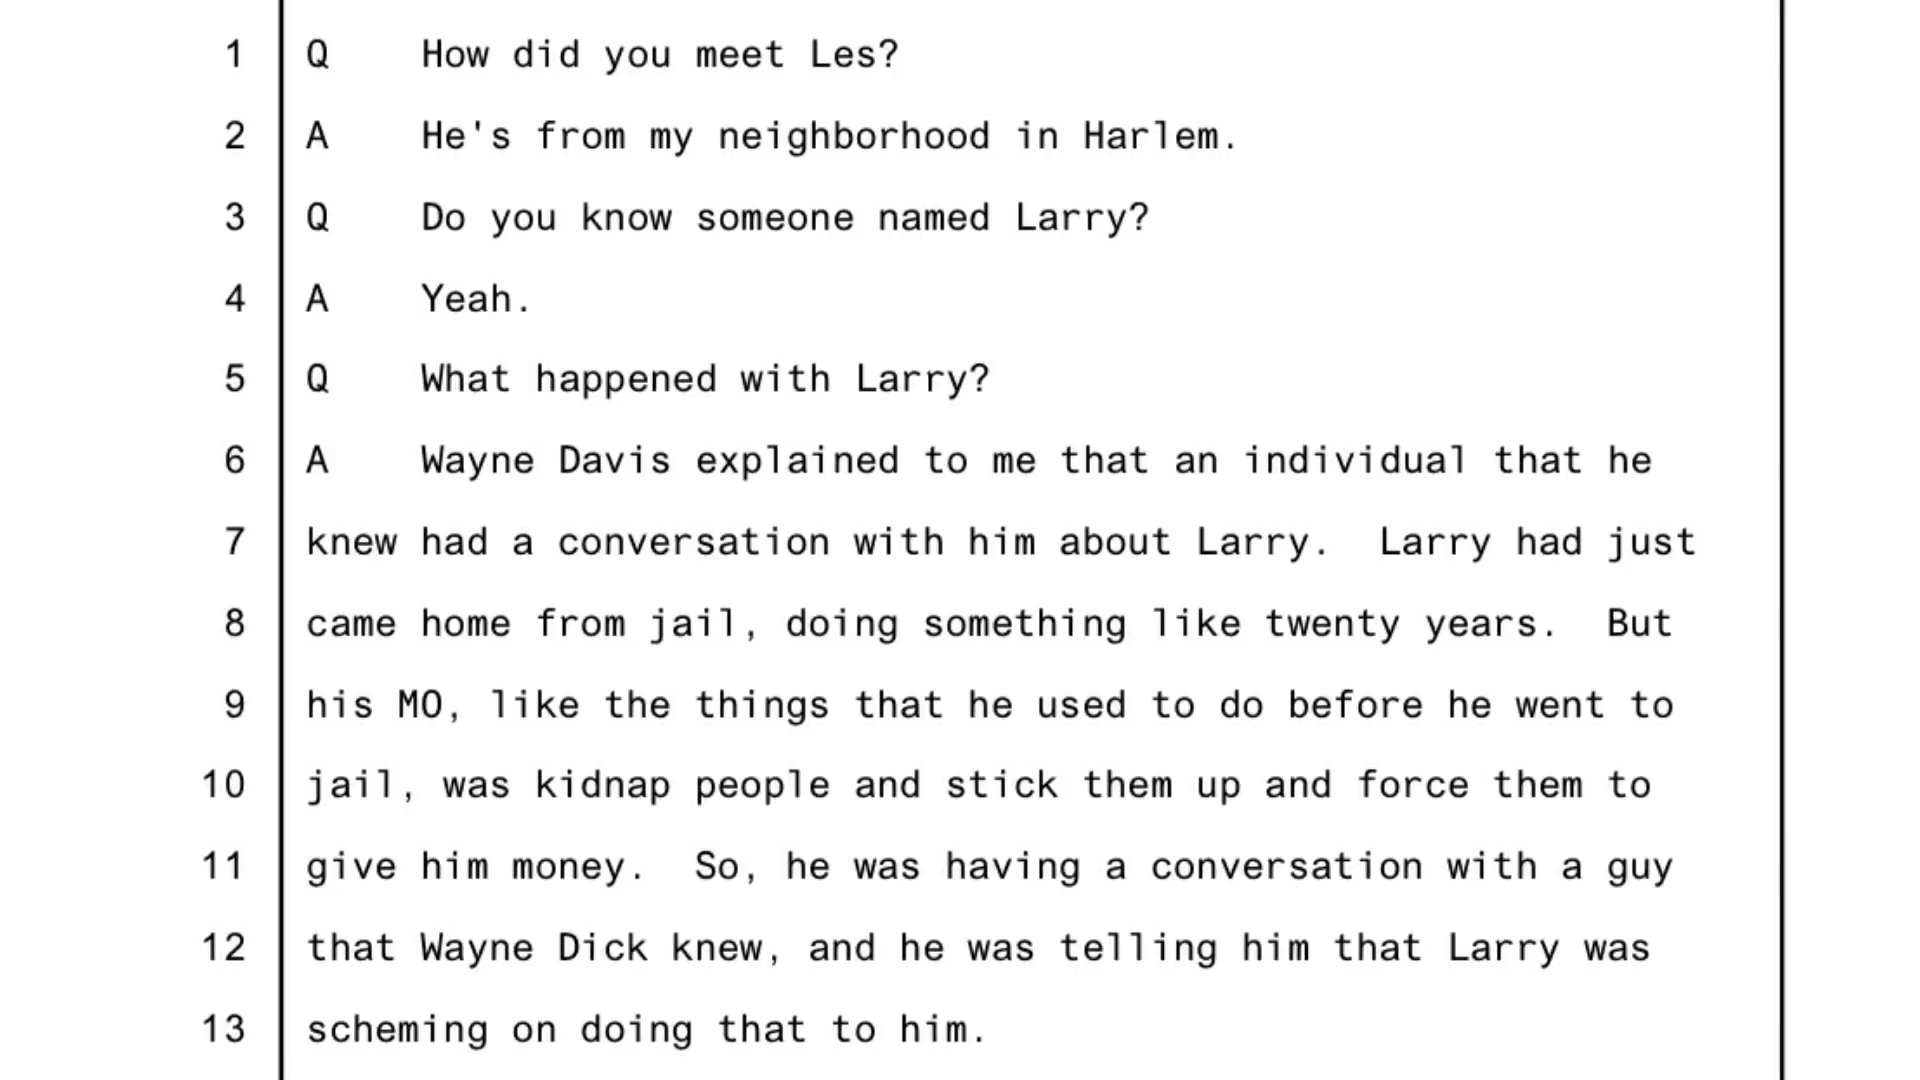 1 Q How did you meet Les?
2 A He's from my neighborhood in Harlem.
3 Q Do you know someone named Larry?
4 A Yeah.
5 Q What happened with Larry?
6 A Wayne Davis explained to me that an individual that he
7 knew had a conversation with him about Larry. Larry had just
8 came home from jail, doing something like twenty years. But
9 his MO, like the things that he used to do before he went to
10 jail, was kidnap people and stick them up and force them to
11 give him money. So, he was having a conversation with a guy
12 that Wayne Dick knew, and he was telling him that Larry was
13 scheming on doing that to him.